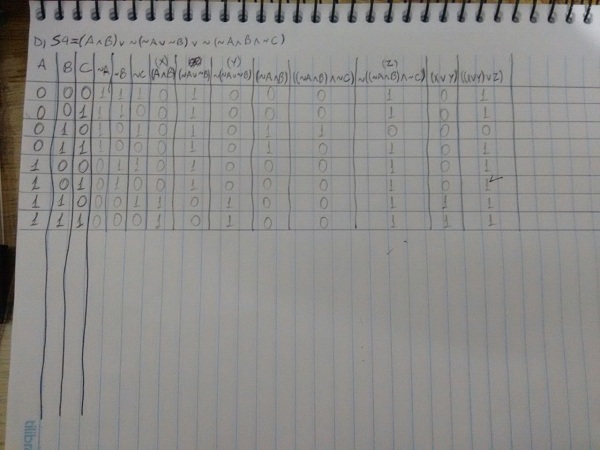 D) S4=(A∧B)∨~(~A∨~B)∨~(~A∧B∧~C)
(X) (Y) (Z)
A B C ~A ~B ~C (A∧B) (~A∨~B) ~(~A∨~B) (~A∧B) ((~A∧B)∧~C) ~((~A∧B)∧~C) (X∨Y) ((X∨Y)∨Z)
0 0 0 1 1 1 0 1 0 0 0 1 0 1
0 0 1 1 1 0 0 1 0 0 0 1 0 1
0 1 0 1 0 1 0 1 0 1 1 0 0 0
0 1 1 1 0 0 0 1 0 1 0 1 0 1
1 0 0 0 1 1 0 1 0 0 0 1 0 1
1 0 1 0 1 0 0 1 0 0 0 1 0 1
1 1 0 0 0 1 1 0 1 0 0 1 1 1
1 1 1 0 0 0 1 0 1 0 0 1 1 1